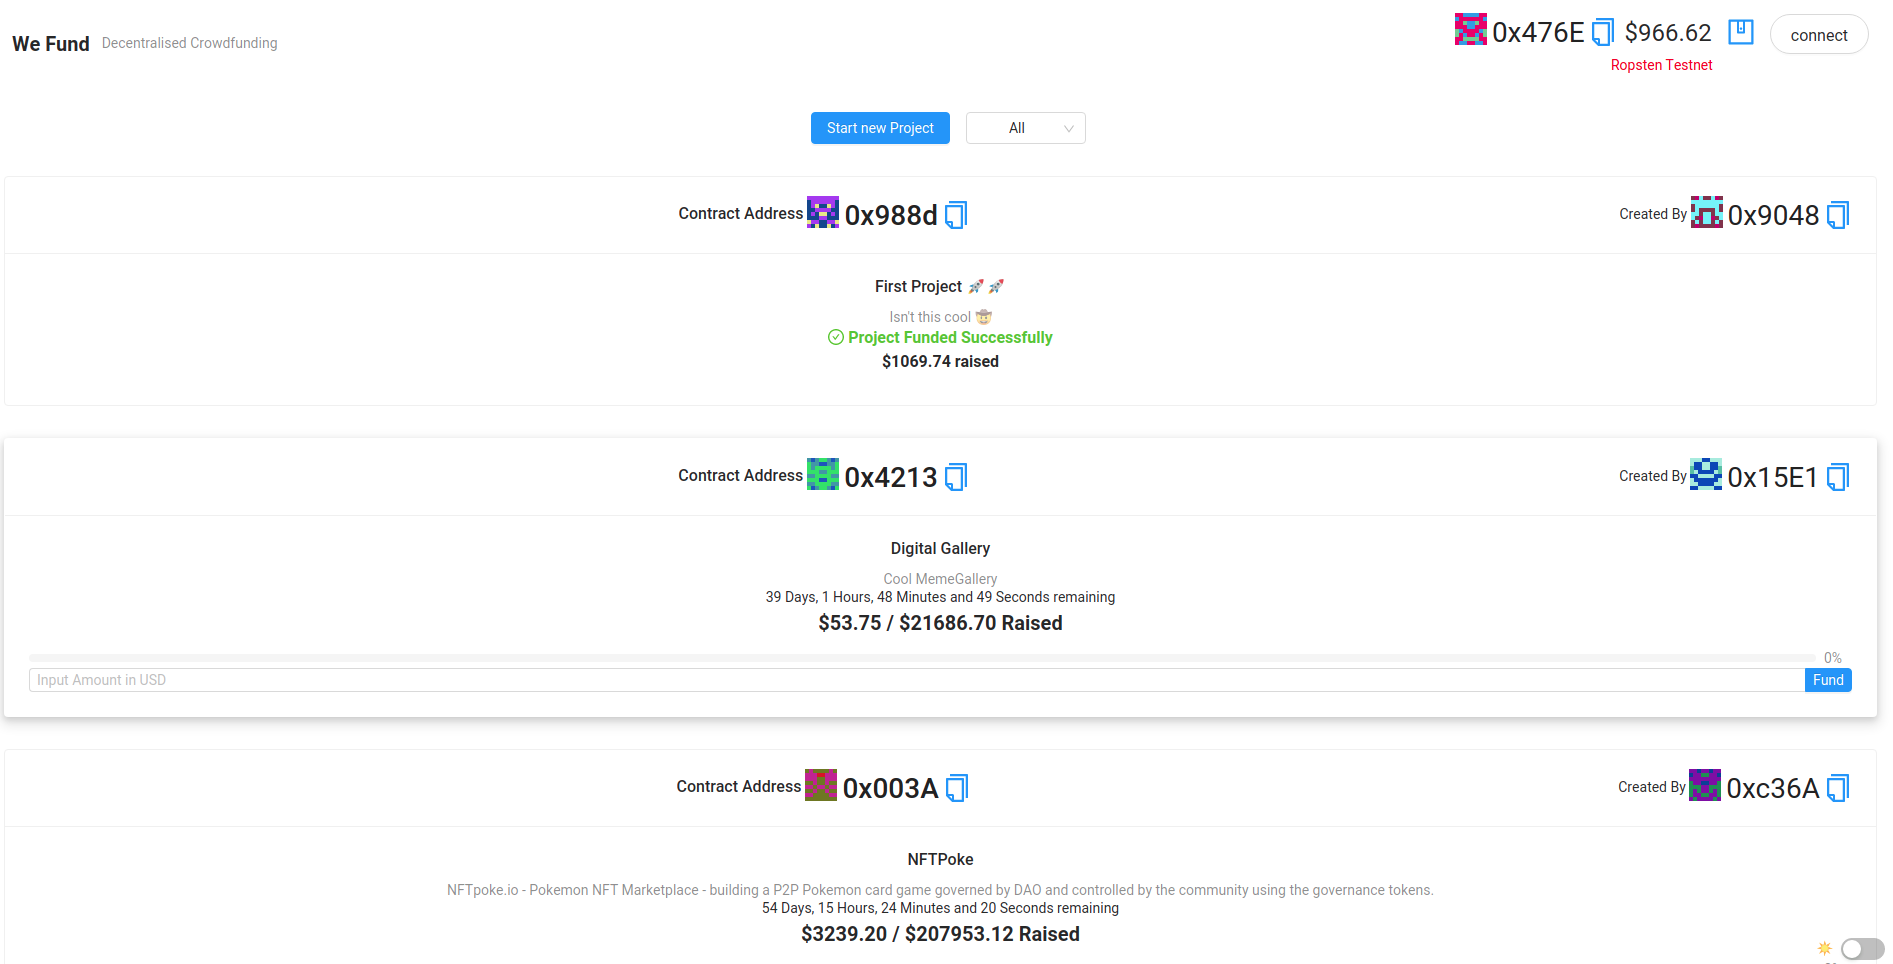 We Fund Decentralised Crowdfunding
0x476E $966.62 connect
Ropsten Testnet
Start new Project All
Contract Address 0x988d Created By 0x9048
First Project 🚀 🚀
Isn't this cool 🤠
Project Funded Successfully
$1069.74 raised
Contract Address 0x4213 Created By 0x15E1
Digital Gallery
Cool MemeGallery
39 Days, 1 Hours, 48 Minutes and 49 Seconds remaining
$53.75 / $21686.70 Raised
0%
Input Amount in USD Fund
Contract Address 0x003A Created By 0xc36A
NFTPoke
NFTpoke.io - Pokemon NFT Marketplace - building a P2P Pokemon card game governed by DAO and controlled by the community using the governance tokens.
54 Days, 15 Hours, 24 Minutes and 20 Seconds remaining
$3239.20 / $207953.12 Raised